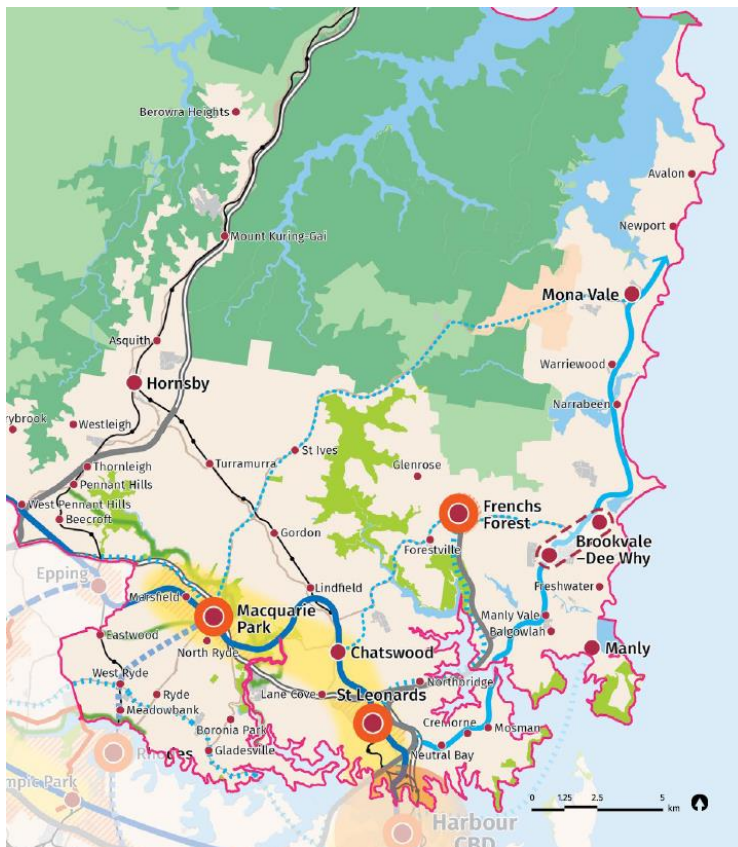 Berowra Heights
Avalon
Newport
Mount Kuring-Gai
Mona Vale
Asquith
Warriewood
Hornsby
Narrabeen
rybrook
Westleigh
St Ives
Turramurra
Glenrose
Thornleigh
Pennant Hills
West Pennant Hills
Frenchs
Forest
Beecroft
Gordon
Forestville
Brookvale
–Dee Why
Epping
Lindfield
Freshwater
Marsfield
Macquarie
Park
Manly Vale
Balgowlah
Eastwood
North Ryde
Chatswood
Manly
West Ryde
Northbridge
Ryde
Lane Cove
St Leonards
Meadowbank
Boronia Park
Cremorne
Mosman
Gladesville
Neutral Bay
Rhodes
mpic Park
0 1.25 2.5 5
km
Harbour
CBD